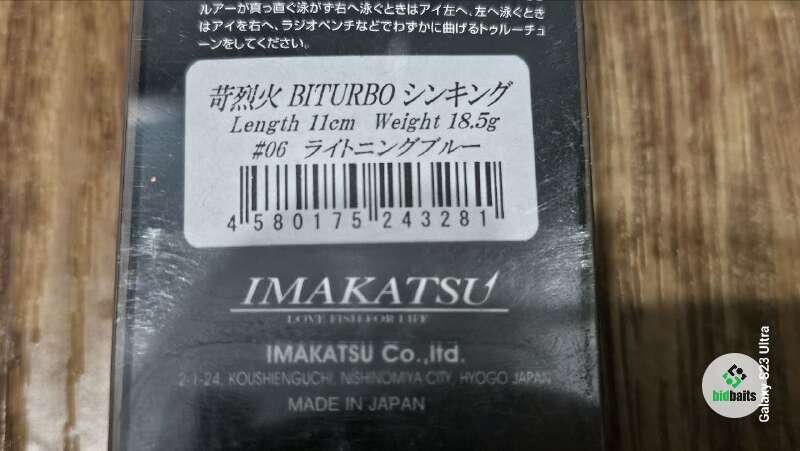 ルアーが真っ直ぐ泳がず右へ泳ぐときはアイ左へ、左へ泳ぐとき
はアイを右へ、ラジオペンチなどでわずかに曲げるトゥルーチュ
ーンをしてください。
苛烈火 BITURBO シンキング
Length 11cm Weight 18.5g
#06 ライトニングブルー
4 580175 243281
IMAKATSU
LOVE FISH FOR LIFE
IMAKATSU Co.,ltd.
2-1-24, KOUSHIENGUCHI, NISHINOMIYA CITY, HYOGO JAPAN
MADE IN JAPAN
bidbaits
Galaxy S23 Ultra